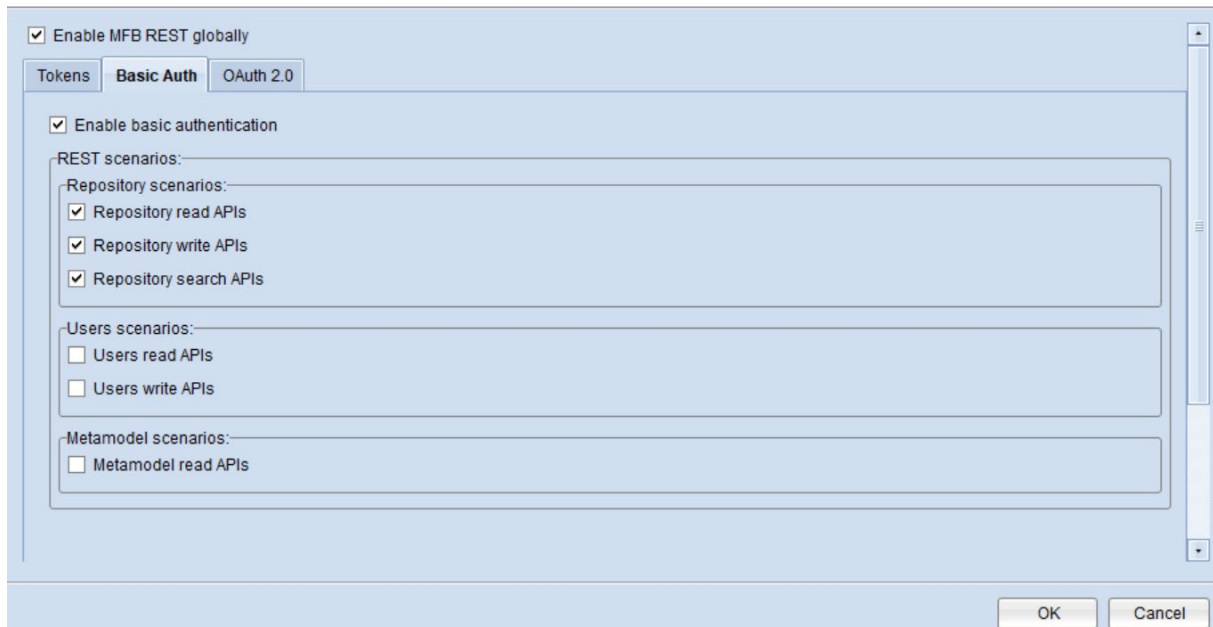 Enable MFB REST globally
Tokens Basic Auth OAuth 2.0
Enable basic authentication
REST scenarios:
Repository scenarios:
Repository read APIs
Repository write APIs
Repository search APIs
Users scenarios:
Users read APIs
Users write APIs
Metamodel scenarios:
Metamodel read APIs
OK Cancel